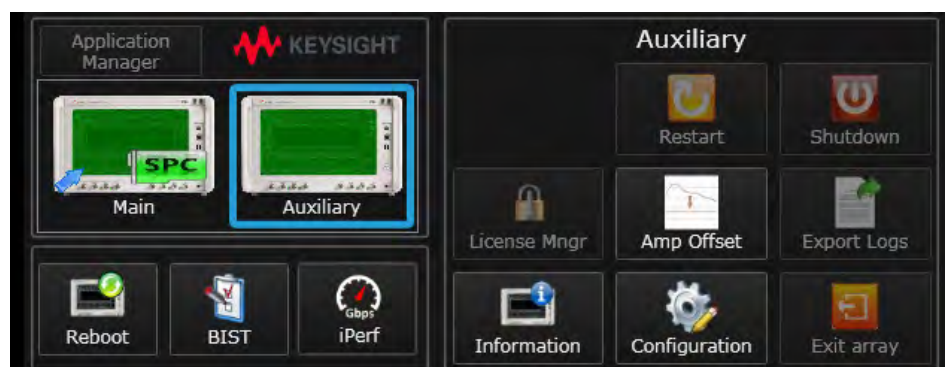 Application
Manager
KEYSIGHT
SPC
Main
Auxiliary
Reboot
BIST
Gbps
iPerf
Auxiliary
Restart
Shutdown
License Mngr
Amp Offset
Export Logs
Information
Configuration
Exit array